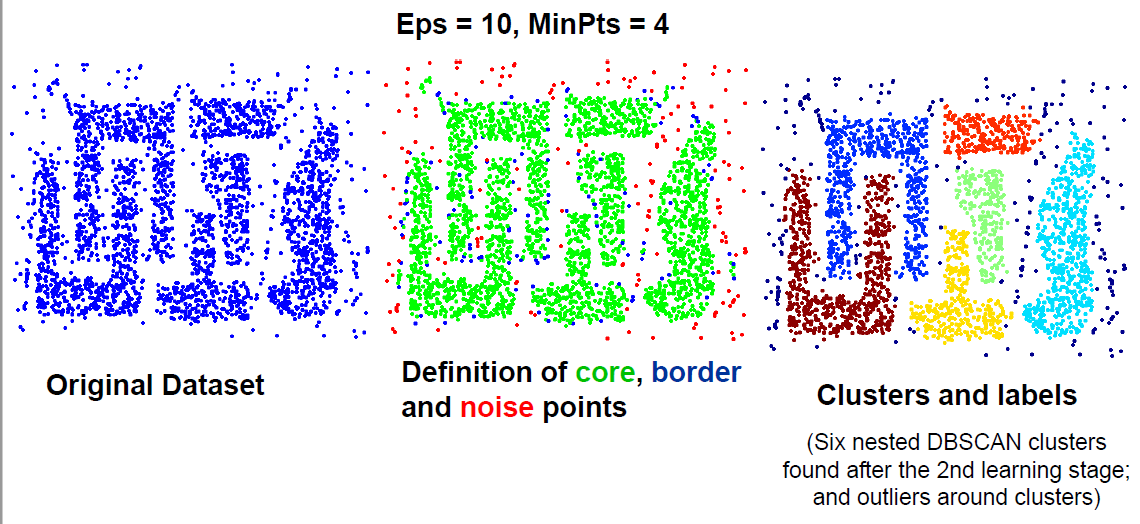 Eps = 10, MinPts = 4
Original Dataset
Definition of core, border
and noise points
Clusters and labels
(Six nested DBSCAN clusters
found after the 2nd learning stage;
and outliers around clusters)